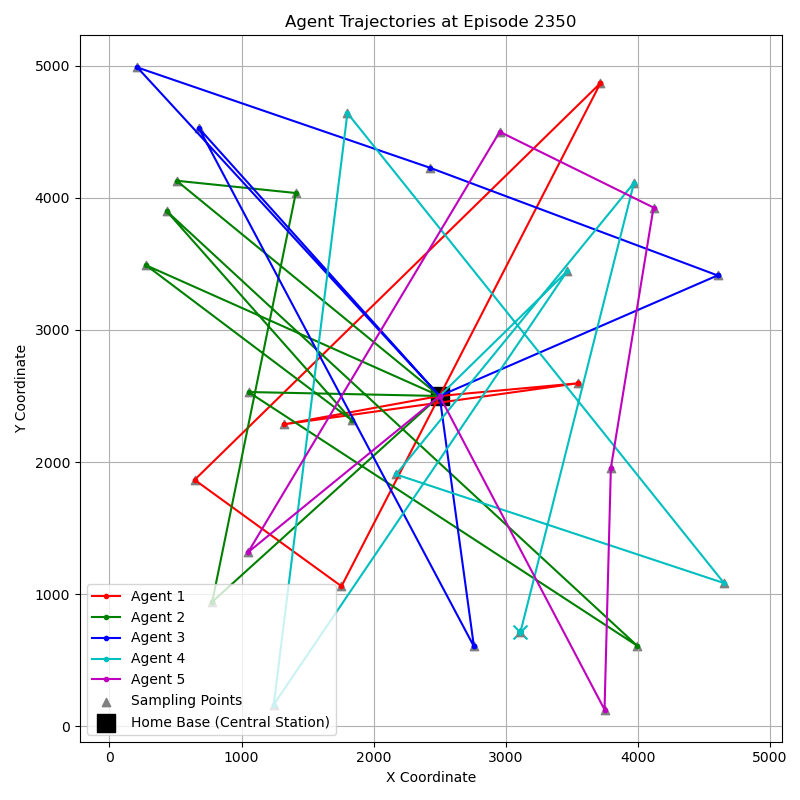 Agent Trajectories at Episode 2350
Y Coordinate
5000
4000
3000
2000
1000
0
Agent 1
Agent 2
Agent 3
Agent 4
Agent 5
Sampling Points
Home Base (Central Station)
0 1000 2000 3000 4000 5000
X Coordinate